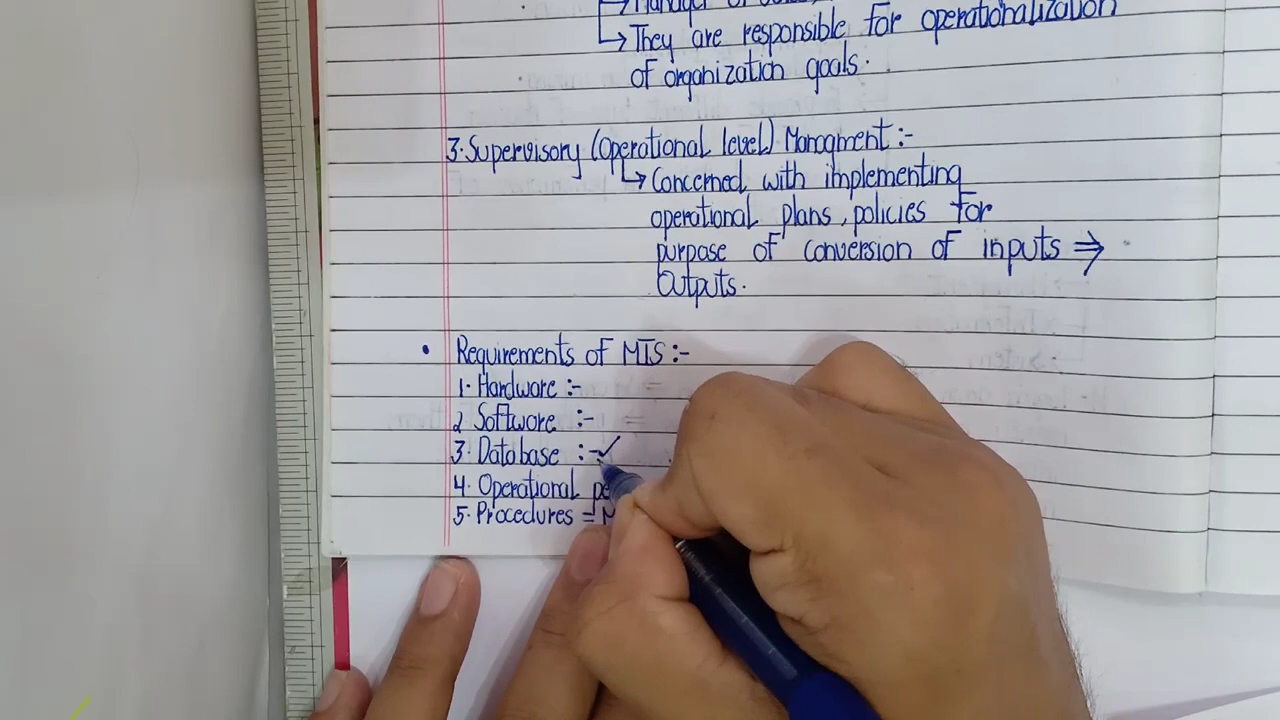 ↳ They are responsible for operationalization
of organization goals.
3. Supervisory (Operational level) Managment :-
↳ Concerned with implementing
operational plans, policies for
purpose of conversion of inputs ⇒
Outputs.
• Requirements of MIS :-
1. Hardware :-
2 Software :-
3. Database :- ✓
4. Operational
5. Procedures =